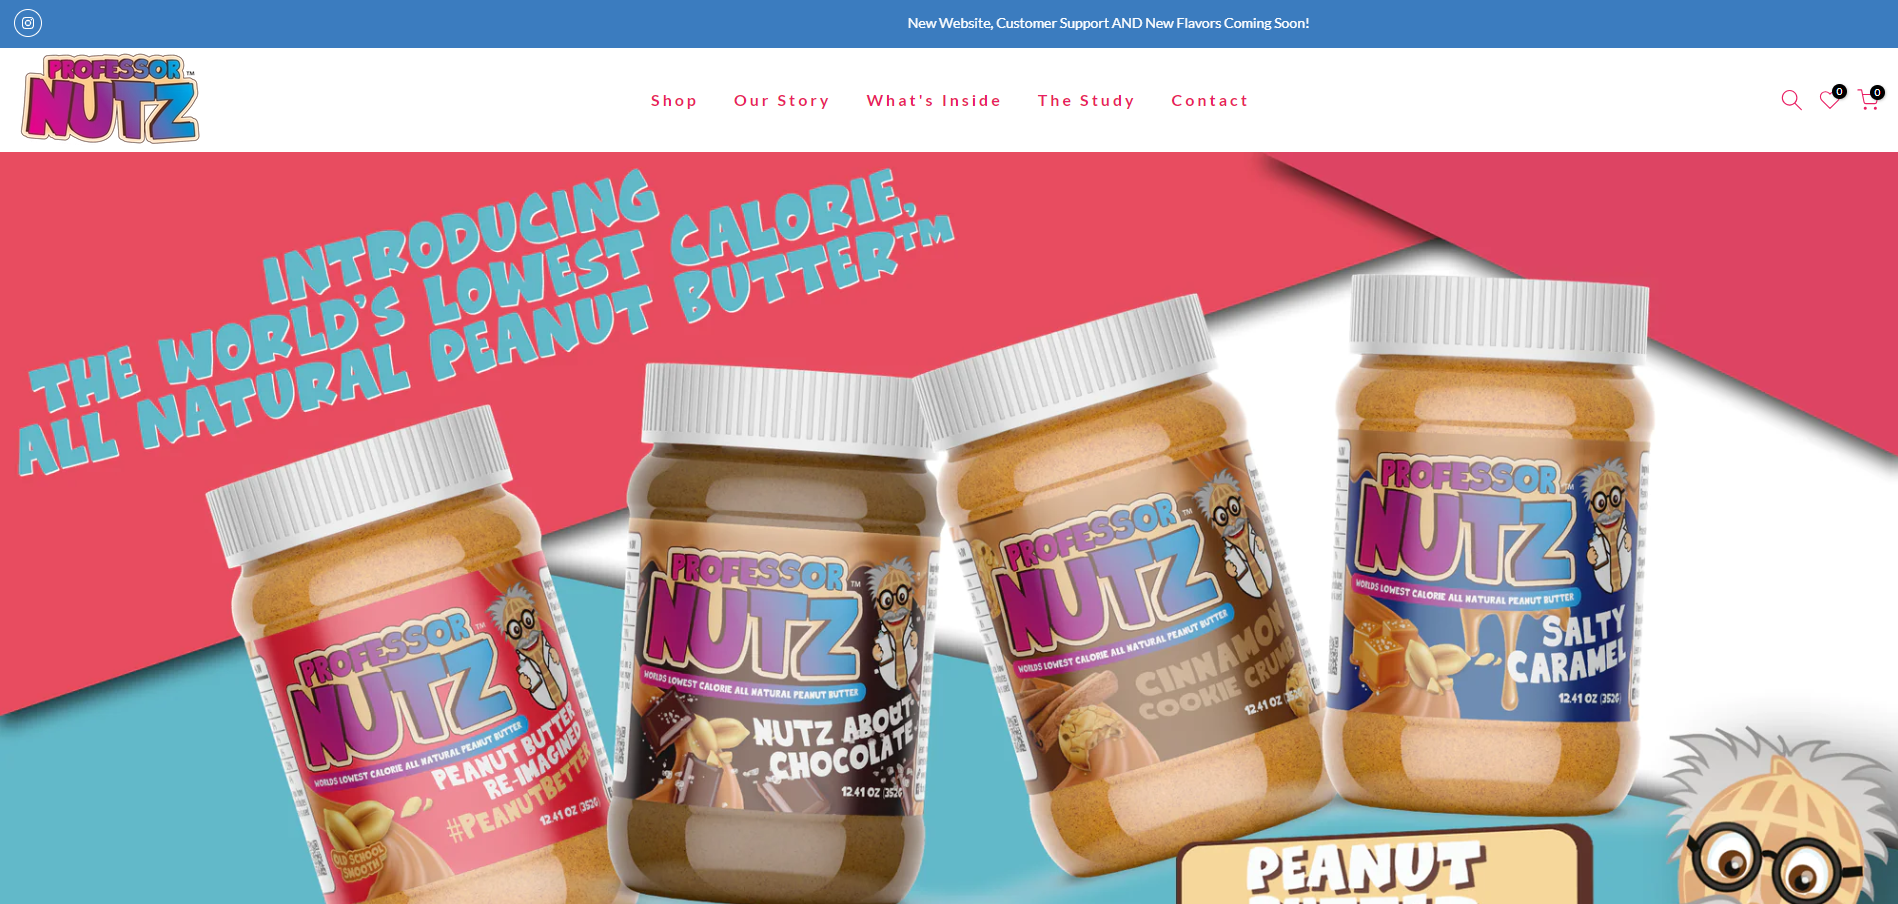 New Website, Customer Support AND New Flavors Coming Soon!
PROFESSOR
NUTZ™
Shop
Our Story
What's Inside
The Study
Contact
0
0
INTRODUCING
THE WORLD'S LOWEST CALORIE,
ALL NATURAL PEANUT BUTTER™
PROFESSOR
NUTZ™
WORLDS LOWEST CALORIE ALL NATURAL PEANUT BUTTER
PEANUT BUTTER
RE-IMAGINED
#PEANUTBETTER
12.41 OZ (352G)
OLD SCHOOL
SMOOTH
PROFESSOR
NUTZ™
WORLDS LOWEST CALORIE ALL NATURAL PEANUT BUTTER
NUTZ ABOUT
CHOCOLATE
12.41 OZ (352G
PROFESSOR
NUTZ™
WORLDS LOWEST CALORIE ALL NATURAL PEANUT BUTTER
CINNAMON
COOKIE CRUMB
12.41 OZ (352G)
PROFESSOR
NUTZ™
WORLDS LOWEST CALORIE ALL NATURAL PEANUT BUTTER
SALTY
CARAMEL
12.41 OZ (352G)
PEANUT
BUTTER